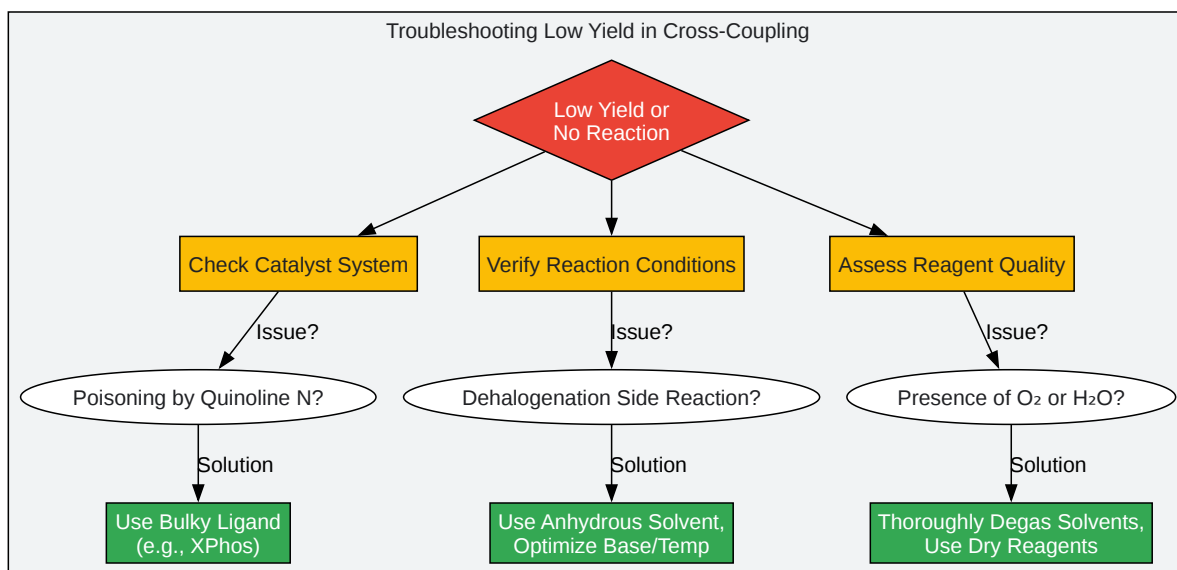 Troubleshooting Low Yield in Cross-Coupling
Low Yield or
No Reaction
Check Catalyst System
Verify Reaction Conditions
Assess Reagent Quality
Issue?
Issue?
Issue?
Poisoning by Quinoline N?
Dehalogenation Side Reaction?
Presence of O₂ or H₂O?
Solution
Solution
Solution
Use Bulky Ligand
(e.g., XPhos)
Use Anhydrous Solvent,
Optimize Base/Temp
Thoroughly Degas Solvents,
Use Dry Reagents